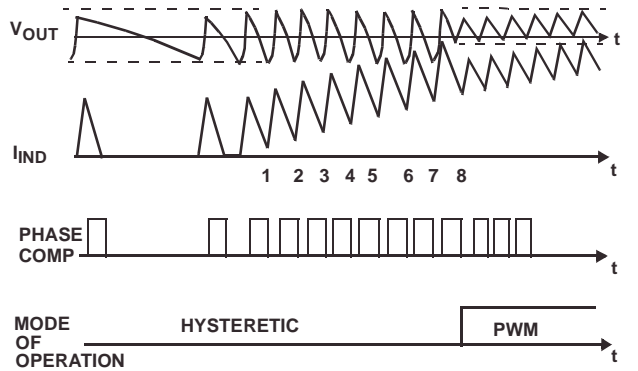 VOUT
t
IIND
t
1 2 3 4 5 6 7 8
PHASE
COMP
t
MODE
OF
OPERATION
HYSTERETIC
PWM
t